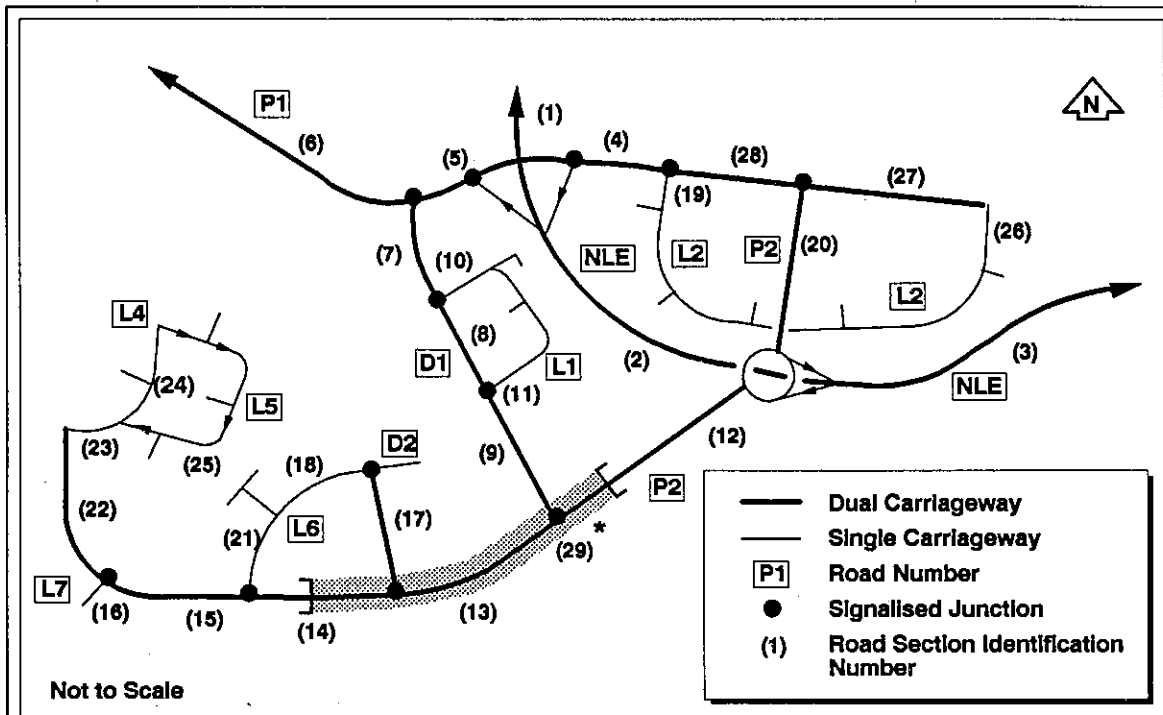 (1)
P1
N
(4)
(6)
(5)
(28)
(27)
(19)
(26)
(7)
(10)
NLE
L2
P2
(20)
L2
L4
(8)
(2)
(3)
D1
L1
NLE
(24)
L5
(11)
(23)
(12)
(25)
(18)
D2
(9)
P2
(22)
(17)
(21)
L6
*
(29)
L7
(16)
(15)
(14)
(13)
Dual Carriageway
Single Carriageway
P1 Road Number
Signalised Junction
(1) Road Section Identification
Number
Not to Scale